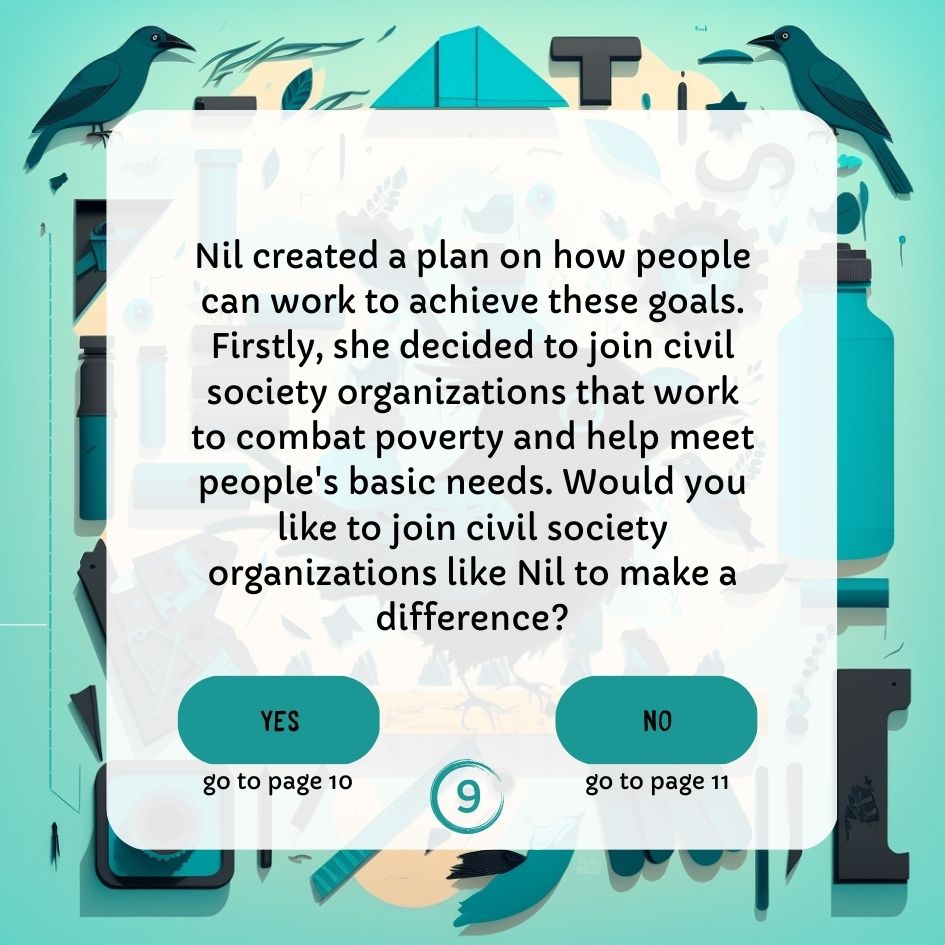 T
S
Nil created a plan on how people
can work to achieve these goals.
Firstly, she decided to join civil
society organizations that work
to combat poverty and help meet
people's basic needs. Would you
like to join civil society
organizations like Nil to make a
difference?
YES
NO
go to page 10
go to page 11
9